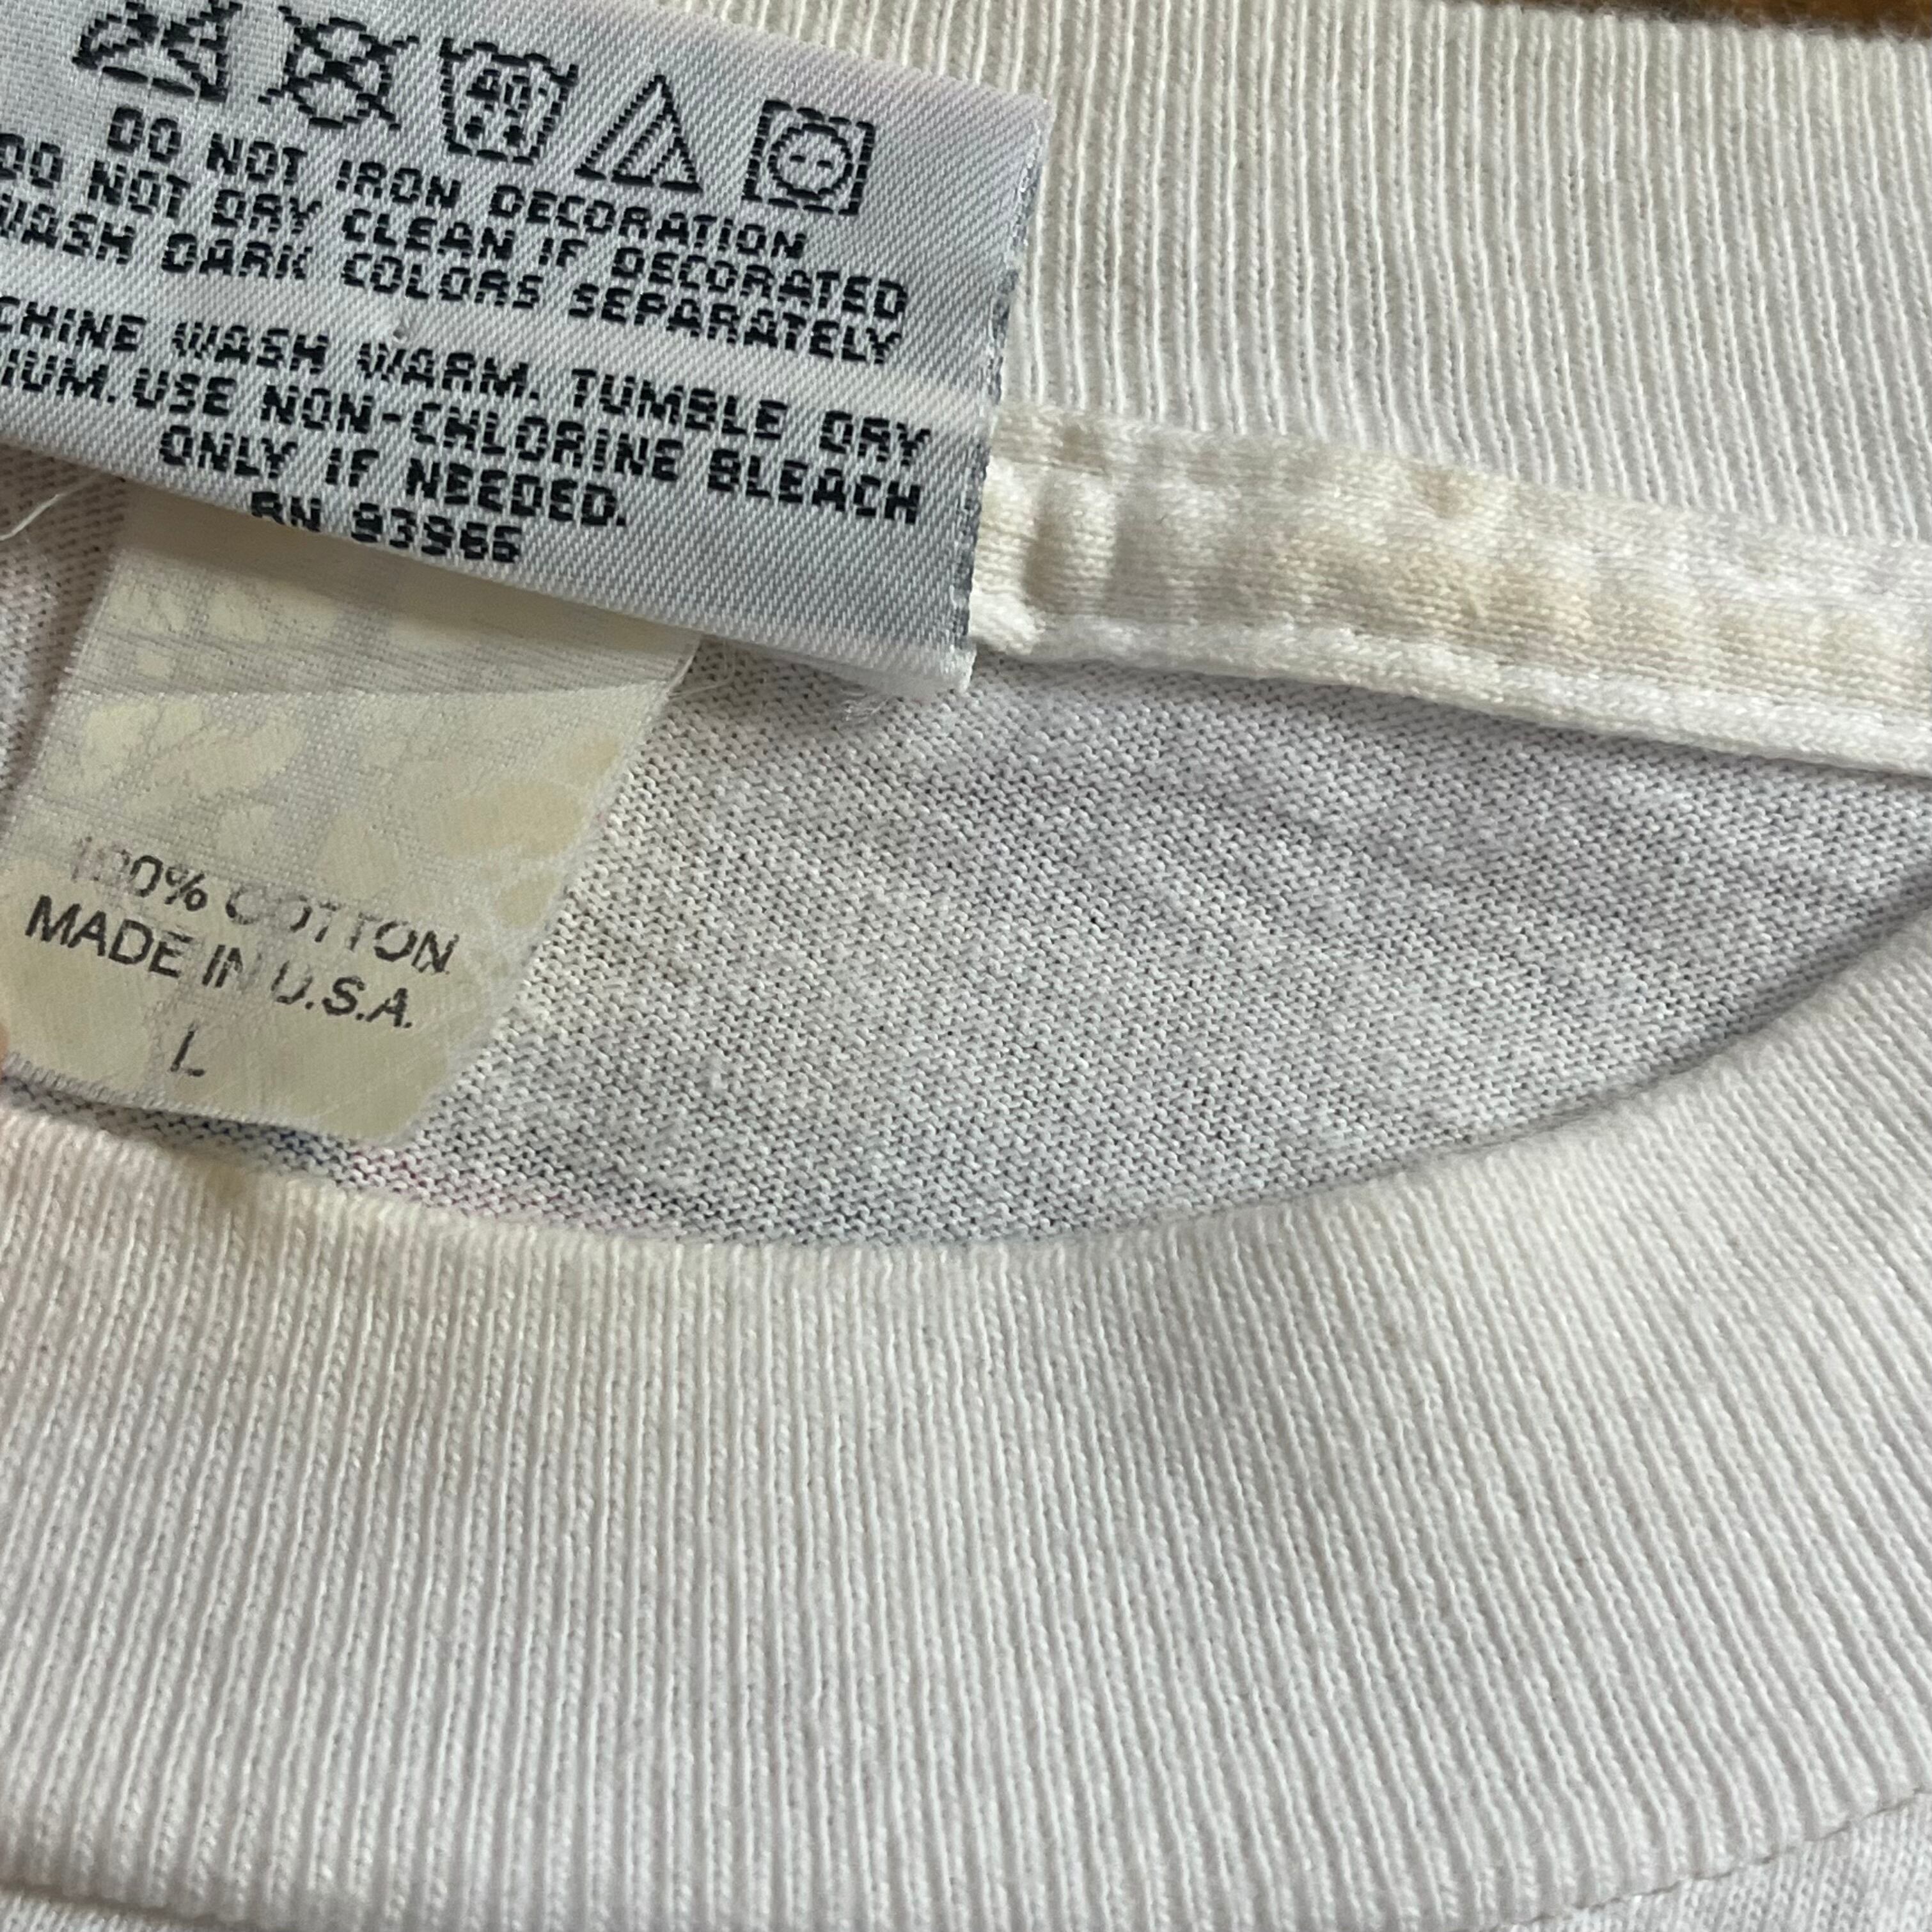 40°
DO NOT IRON DECORATION
DO NOT DRY CLEAN IF DECORATED
WASH DARK COLORS SEPARATELY
CHINE WASH WARM. TUMBLE DRY
IUM. USE NON-CHLORINE BLEACH
ONLY IF NEEDED.
RN 93966
100% COTTON
MADE IN U.S.A.
L